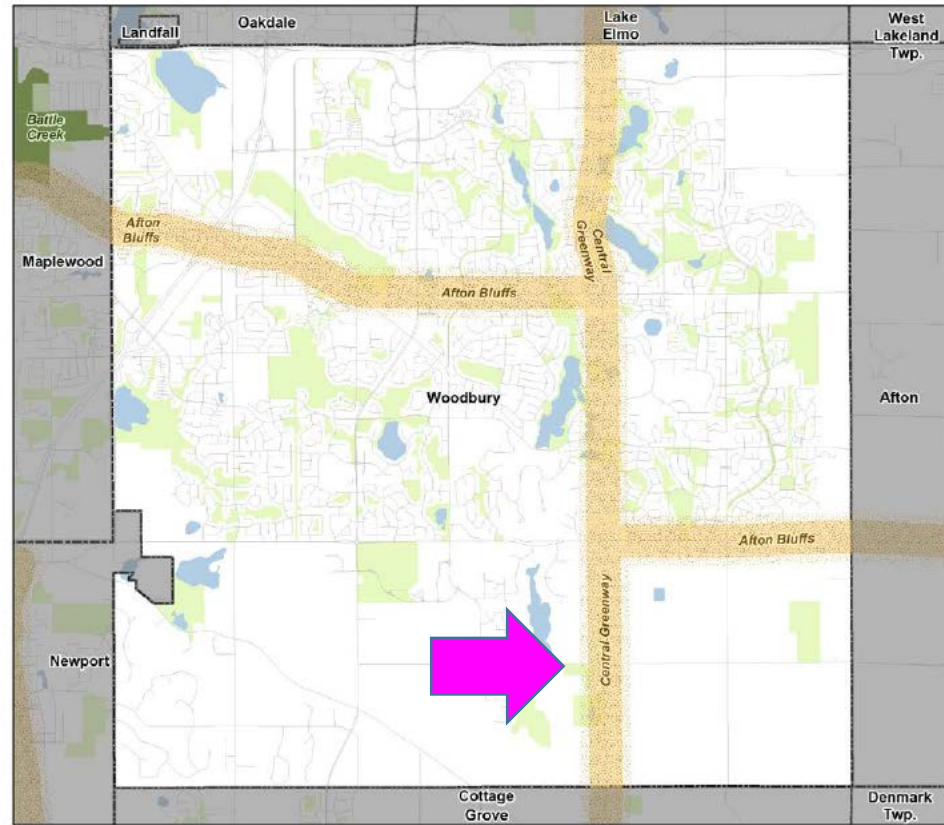 Oakdale
Landfall
Lake
Elmo
West
Lakeland
Twp.
Battle
Creek
Afton
Bluffs
Central
Greenway
Maplewood
Afton Bluffs
Woodbury
Afton
Afton Bluffs
Central Greenway
Newport
Cottage
Grove
Denmark
Twp.